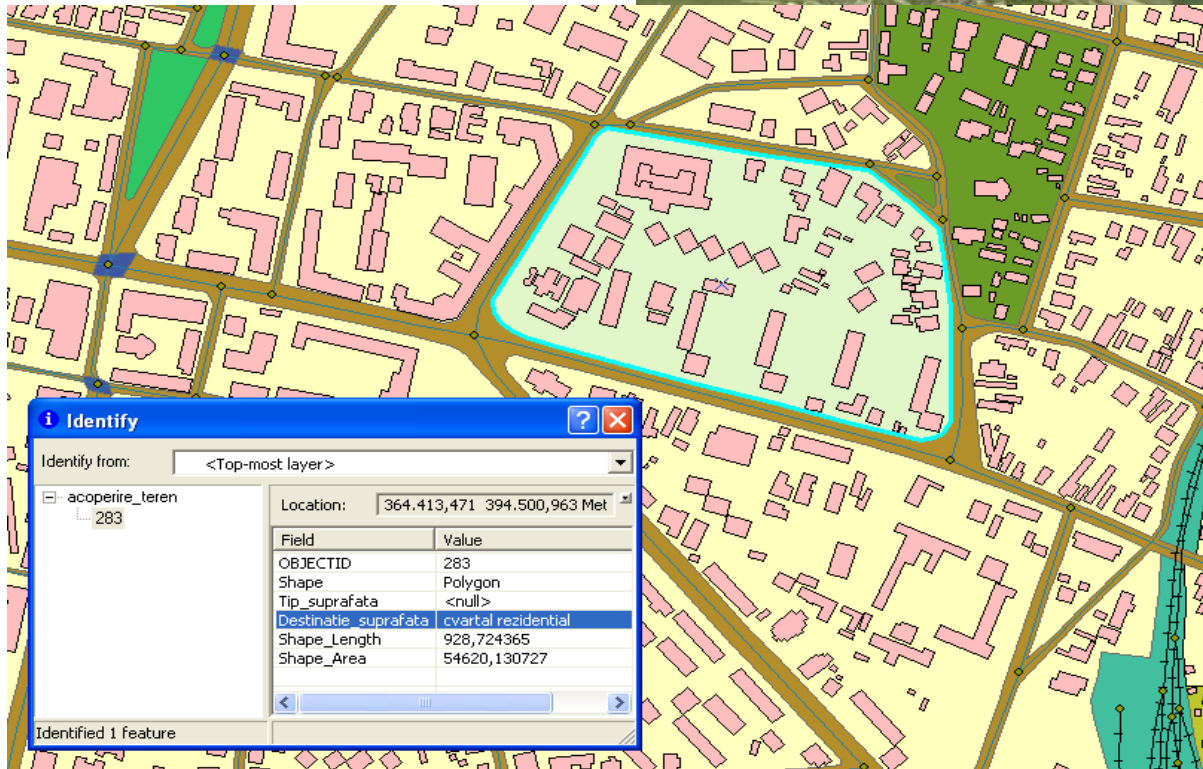 Identify
Identify from: <Top-most layer>
acoperire_teren
283
Location: 364.413,471 394.500,963 Met
Field Value
OBJECTID 283
Shape Polygon
Tip_suprafata <null>
Destinatie_suprafata cvartal rezidential
Shape_Length 928,724365
Shape_Area 54620,130727
Identified 1 feature